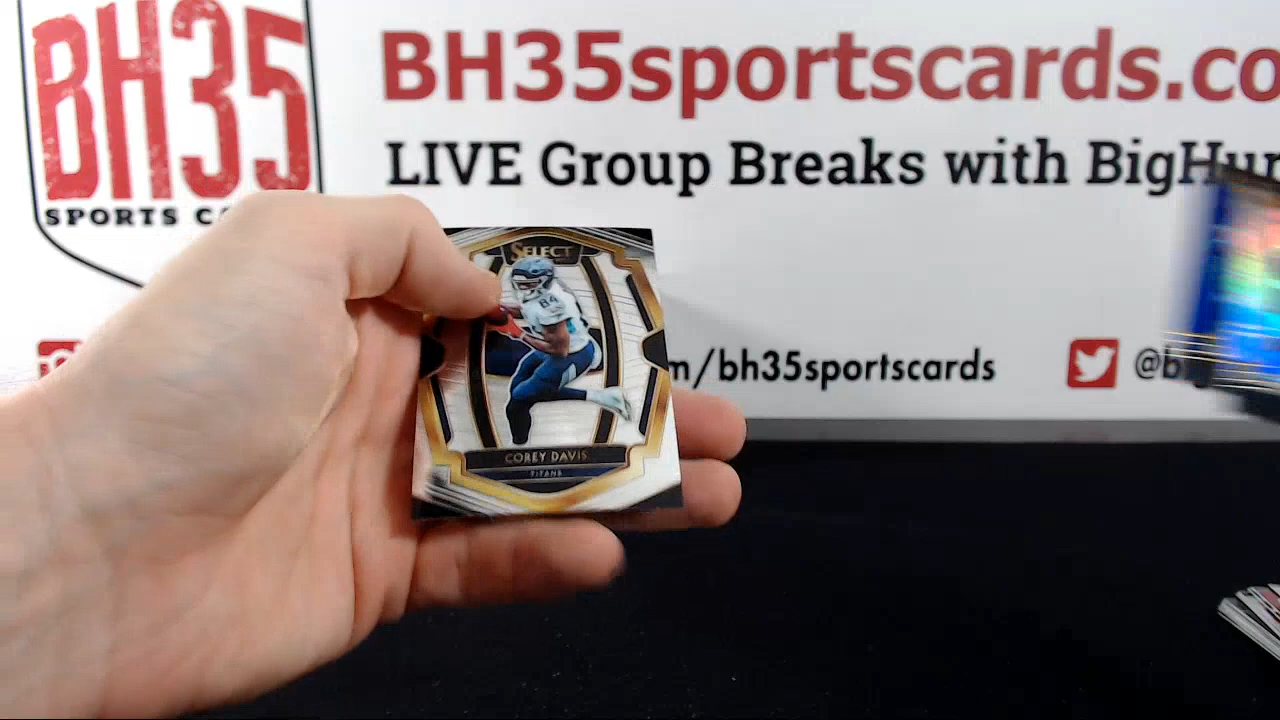 BH35
SPORTS C
BH35sportscards.co
LIVE Group Breaks with BigHu
m/bh35sportscards
@b
SELECT
84
COREY DAVIS
TITANS